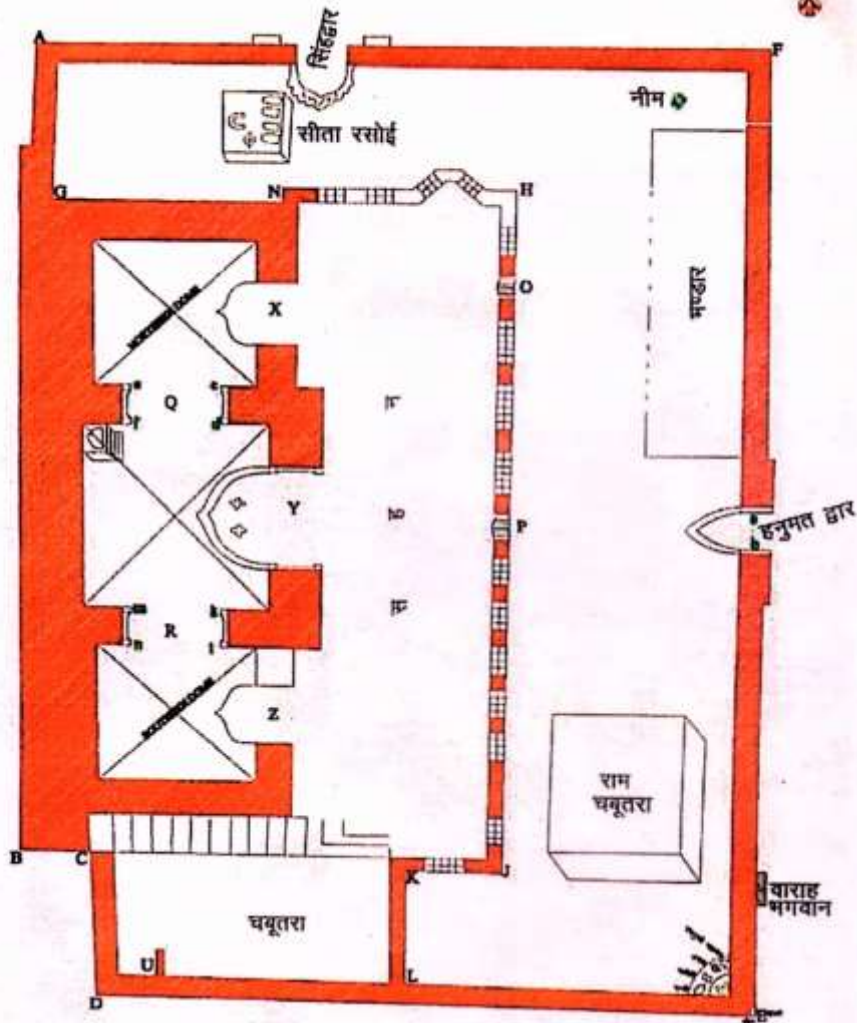 A
सिंहद्वार
F
नीम
सीता रसोई
G
N
H
भण्डार
NORTHERN DOME
X
O
Q
न
Y
ह
P
हनुमत द्वार
स
R
SOUTHERN DOME
Z
राम
चबूतरा
B
C
K
J
वाराह
भगवान
चबूतरा
U
L
D
E